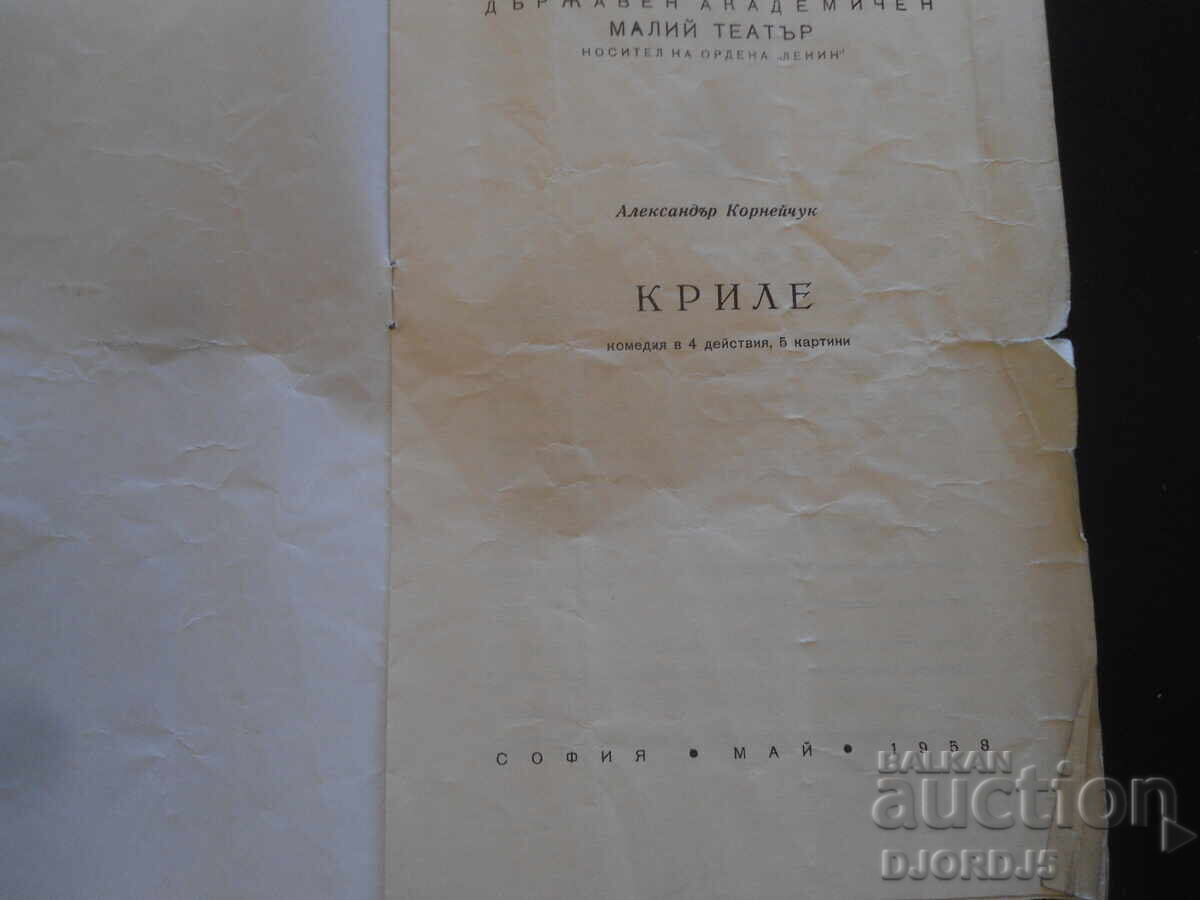 ДЪРЖАВЕН АКАДЕМИЧЕН
МАЛИЙ ТЕАТЪР
НОСИТЕЛ НА ОРДЕНА „ЛЕНИН"
Александър Корнейчук
КРИЛЕ
комедия в 4 действия, 5 картини
СОФИЯ • МАЙ • 1958
BALKAN
auction
DJORDJ5